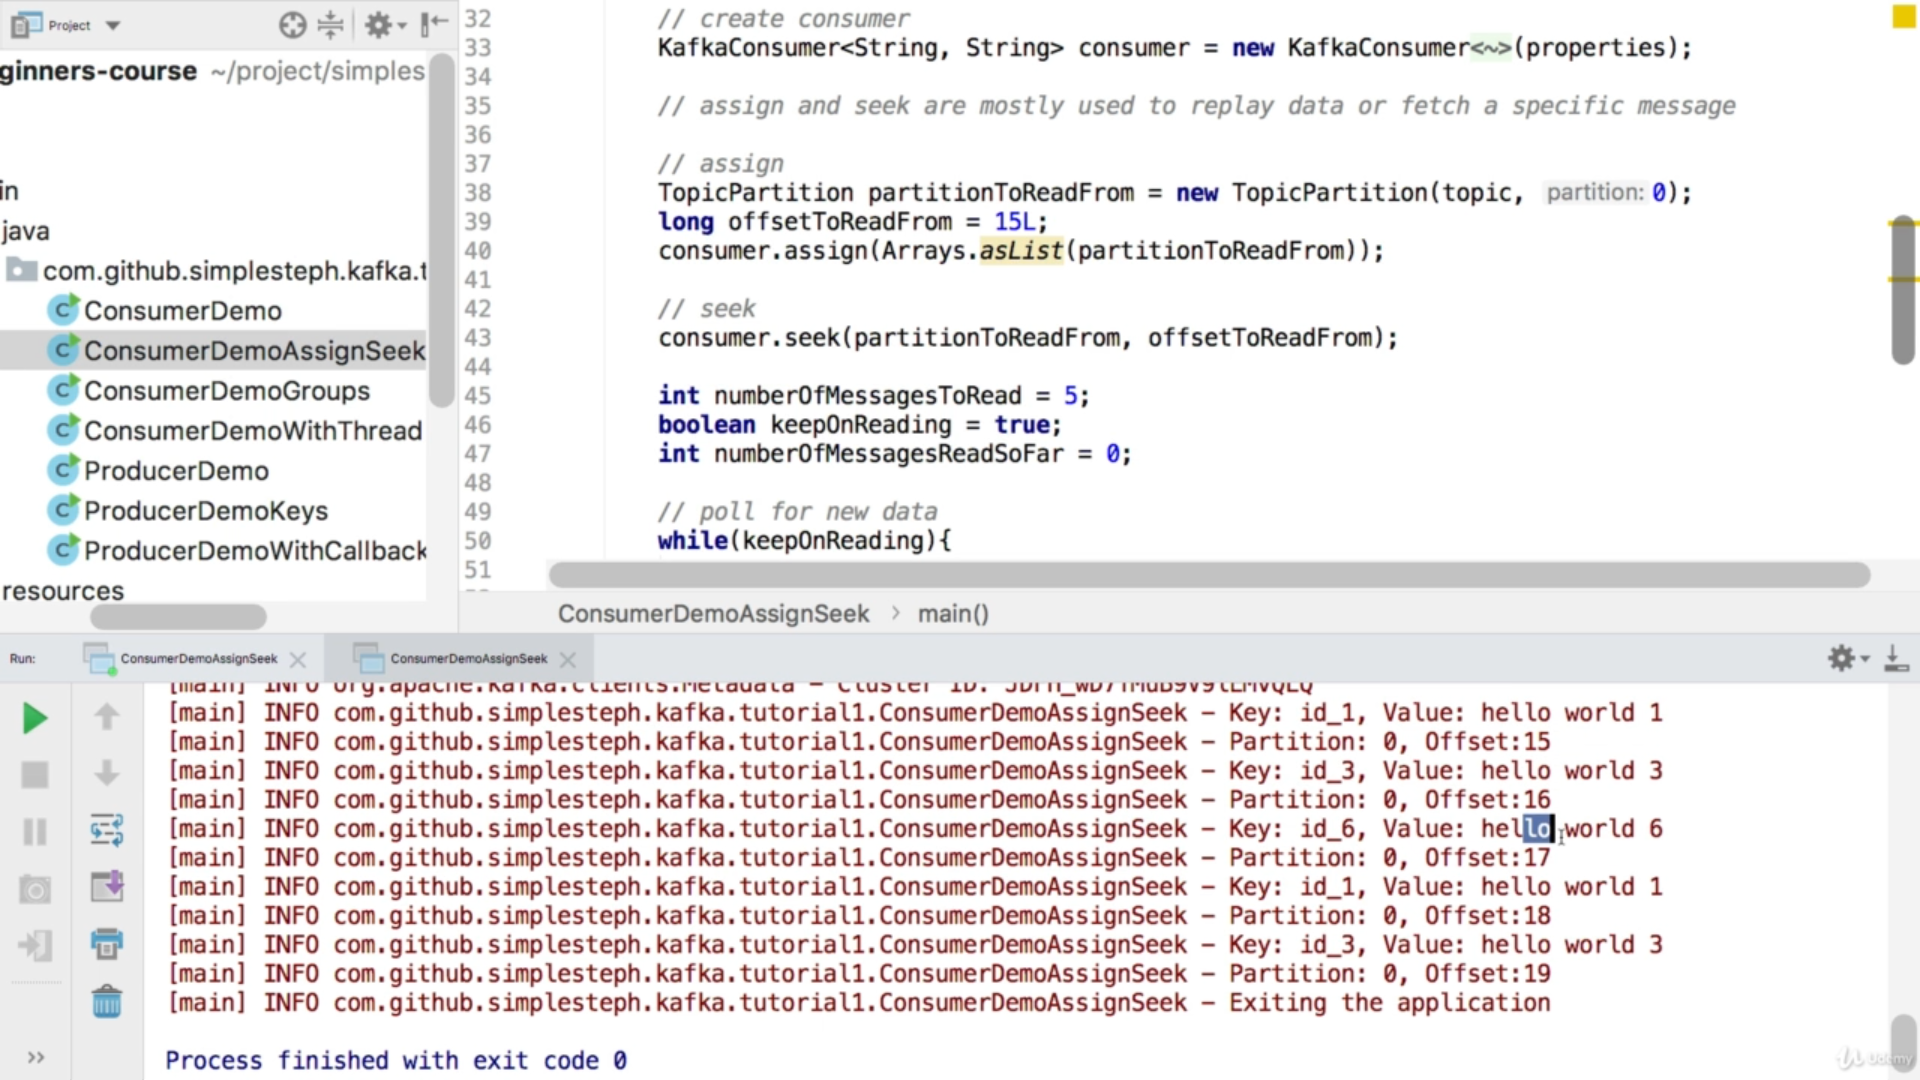 Project
ginners-course ~/project/simples
in
java
com.github.simplesteph.kafka.t
ConsumerDemo
ConsumerDemoAssignSeek
ConsumerDemoGroups
ConsumerDemoWithThread
ProducerDemo
ProducerDemoKeys
ProducerDemoWithCallback
resources
32 // create consumer
33 KafkaConsumer<String, String> consumer = new KafkaConsumer<~>(properties);
34
35 // assign and seek are mostly used to replay data or fetch a specific message
36
37 // assign
38 TopicPartition partitionToReadFrom = new TopicPartition(topic, partition: 0);
39 long offsetToReadFrom = 15L;
40 consumer.assign(Arrays.asList(partitionToReadFrom));
41
42 // seek
43 consumer.seek(partitionToReadFrom, offsetToReadFrom);
44
45 int numberOfMessagesToRead = 5;
46 boolean keepOnReading = true;
47 int numberOfMessagesReadSoFar = 0;
48
49 // poll for new data
50 while(keepOnReading){
51
ConsumerDemoAssignSeek > main()
Run: ConsumerDemoAssignSeek ConsumerDemoAssignSeek
[main] INFO org.apache.kafka.clients.Metadata - Cluster ID:
[main] INFO com.github.simplesteph.kafka.tutorial1.ConsumerDemoAssignSeek - Key: id_1, Value: hello world 1
[main] INFO com.github.simplesteph.kafka.tutorial1.ConsumerDemoAssignSeek - Partition: 0, Offset:15
[main] INFO com.github.simplesteph.kafka.tutorial1.ConsumerDemoAssignSeek - Key: id_3, Value: hello world 3
[main] INFO com.github.simplesteph.kafka.tutorial1.ConsumerDemoAssignSeek - Partition: 0, Offset:16
[main] INFO com.github.simplesteph.kafka.tutorial1.ConsumerDemoAssignSeek - Key: id_6, Value: hello world 6
[main] INFO com.github.simplesteph.kafka.tutorial1.ConsumerDemoAssignSeek - Partition: 0, Offset:17
[main] INFO com.github.simplesteph.kafka.tutorial1.ConsumerDemoAssignSeek - Key: id_1, Value: hello world 1
[main] INFO com.github.simplesteph.kafka.tutorial1.ConsumerDemoAssignSeek - Partition: 0, Offset:18
[main] INFO com.github.simplesteph.kafka.tutorial1.ConsumerDemoAssignSeek - Key: id_3, Value: hello world 3
[main] INFO com.github.simplesteph.kafka.tutorial1.ConsumerDemoAssignSeek - Partition: 0, Offset:19
[main] INFO com.github.simplesteph.kafka.tutorial1.ConsumerDemoAssignSeek - Exiting the application
Process finished with exit code 0
Udemy